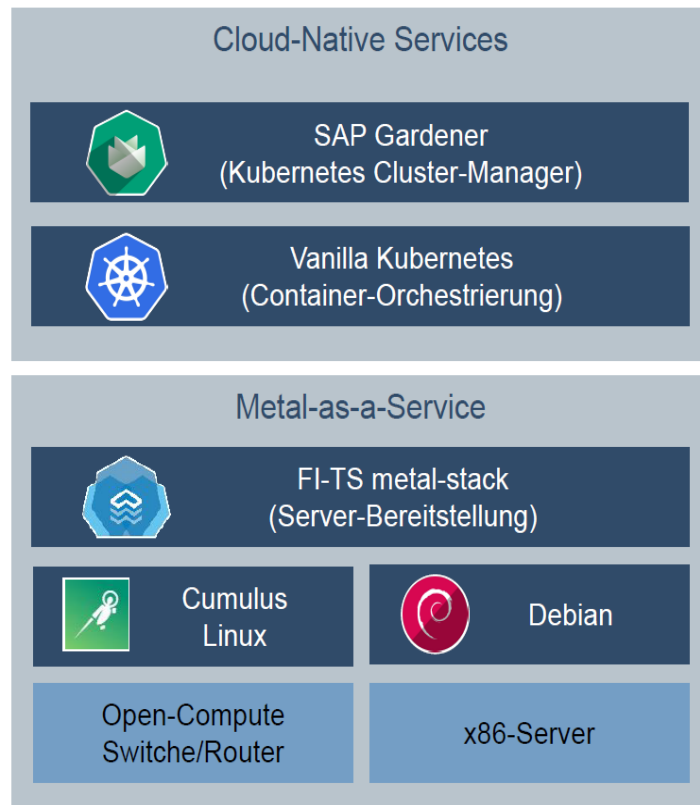 Cloud-Native Services
SAP Gardener
(Kubernetes Cluster-Manager)
Vanilla Kubernetes
(Container-Orchestrierung)
Metal-as-a-Service
FI-TS metal-stack
(Server-Bereitstellung)
Cumulus
Linux
Debian
Open-Compute
Switche/Router
x86-Server